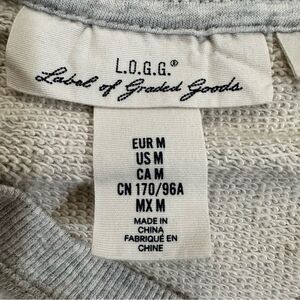 L.O.G.G.®
Label of Graded Goods
EUR M
US M
CA M
CN 170/96A
MX M
MADE IN
CHINA
FABRIQUÉ EN
CHINE